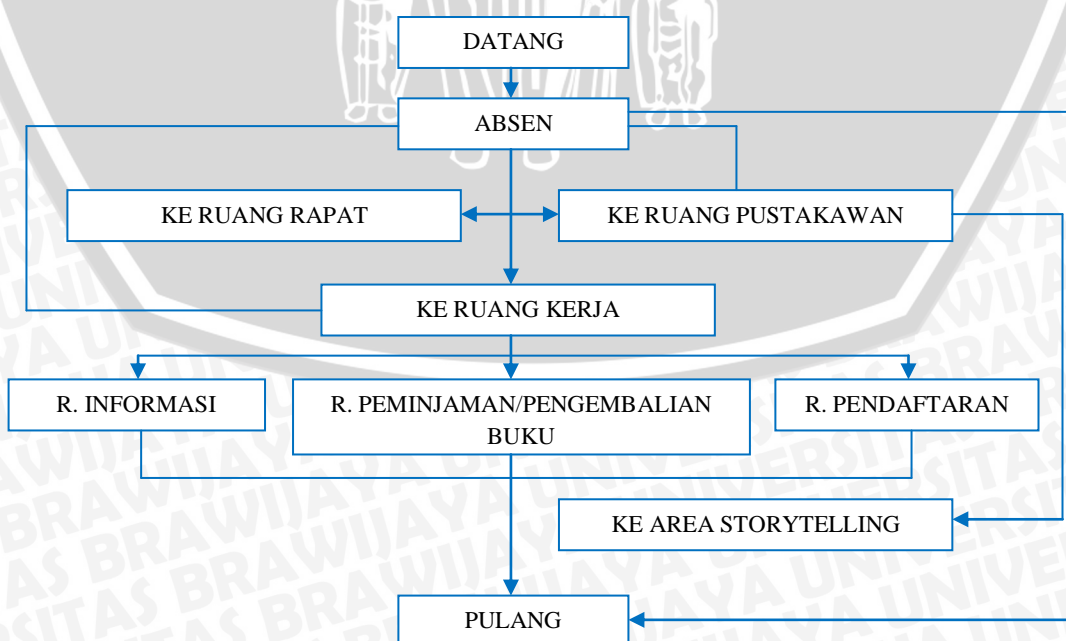 DATANG
ABSEN
KE RUANG RAPAT
KE RUANG PUSTAKAWAN
KE RUANG KERJA
R. INFORMASI
R. PEMINJAMAN/PENGEMBALIAN
BUKU
R. PENDAFTARAN
KE AREA STORYTELLING
PULANG